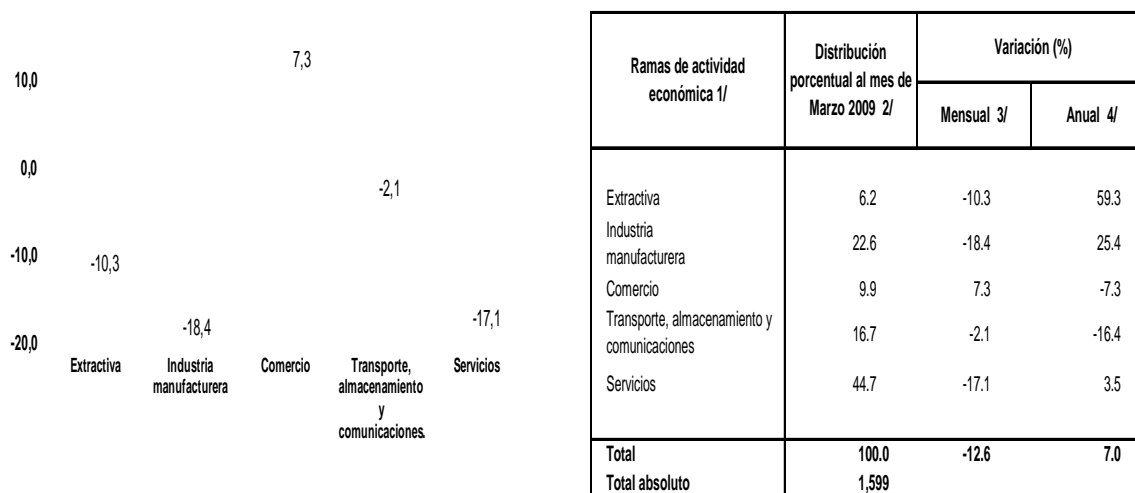 7,3
10,0
0,0
-2,1
-10,0
-10,3
-18,4
-17,1
-20,0
Extractiva
Industria
manufacturera
Comercio
Transporte,
almacenamiento
y
comunicaciones.
Servicios
Ramas de actividad
económica 1/
Distribución
porcentual al mes de
Marzo 2009 2/
Variación (%)
Mensual 3/
Anual 4/
Extractiva 6.2 -10.3 59.3
Industria
manufacturera 22.6 -18.4 25.4
Comercio 9.9 7.3 -7.3
Transporte, almacenamiento y
comunicaciones 16.7 -2.1 -16.4
Servicios 44.7 -17.1 3.5
Total 100.0 -12.6 7.0
Total absoluto 1,599